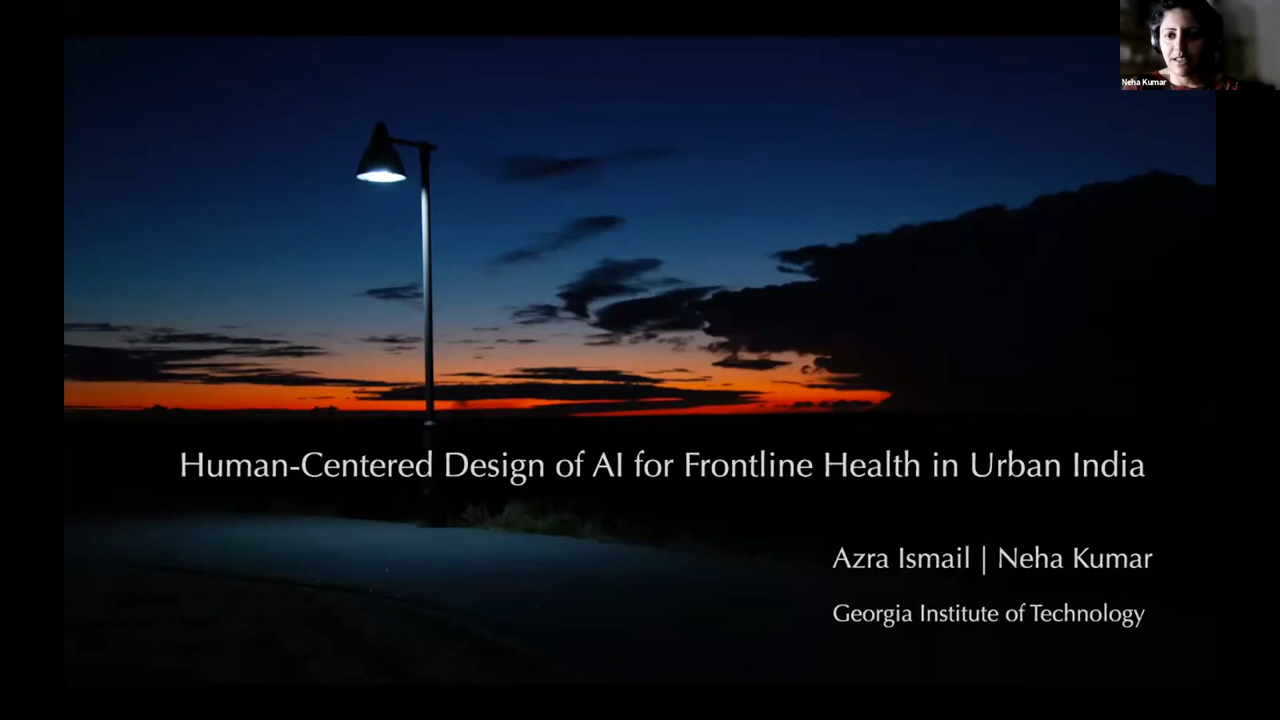 Neha Kumar
Human-Centered Design of AI for Frontline Health in Urban India
Azra Ismail | Neha Kumar
Georgia Institute of Technology